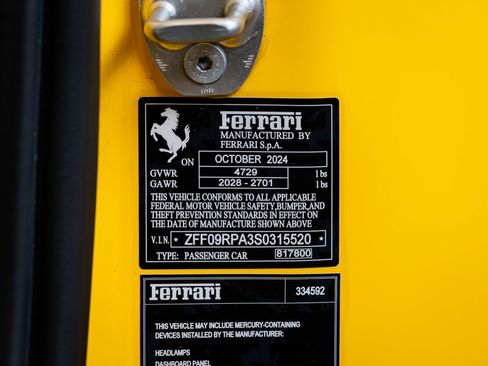 Ferrari
MANUFACTURED BY
FERRARI S.p.A.
ON OCTOBER 2024
GVWR 4729 lbs
GAWR 2028 - 2701 lbs
THIS VEHICLE CONFORMS TO ALL APPLICABLE
FEDERAL MOTOR VEHICLE SAFETY,BUMPER,AND
THEFT PREVENTION STANDARDS IN EFFECT ON
THE DATE OF MANUFACTURE SHOWN ABOVE
V.I.N. * ZFF09RPA3S0315520 *
TYPE: PASSENGER CAR 817800
Ferrari 334592
THIS VEHICLE MAY INCLUDE MERCURY-CONTAINING
DEVICES INSTALLED BY THE MANUFACTURER:
HEADLAMPS
DASHBOARD PANEL